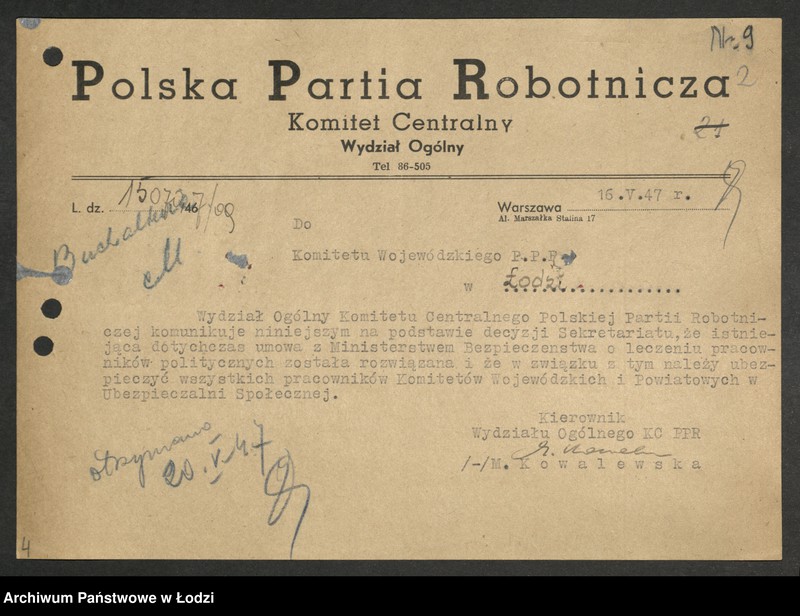 Nr. 9
2
Polska Partia Robotnicza
Komitet Centralny
21
Wydział Ogólny
Tel 86-505
L. dz. /46
Warszawa 16.V.47 r.
Al. Marszałka Stalina 17
Do
Komitetu Wojewódzkiego P.P.R
w Łodzi
Wydział Ogólny Komitetu Centralnego Polskiej Partii Robotni-
czej komunikuje niniejszym na podstawie decyzji Sekretariatu,że istnie-
jąca dotychczas umowa z Ministerstwem Bezpieczeństwa o leczeniu pracow-
ników politycznych została rozwiązana i że w związku z tym należy ubez-
pieczyć wszystkich pracowników Komitetów Wojewódzkich i Powiatowych w
Ubezpieczalni Społecznej.
Kierownik
Wydziału Ogólnego KC PPR
/-/M. Kowalewska
otrzymano
20.V.47
4
Archiwum Państwowe w Łodzi